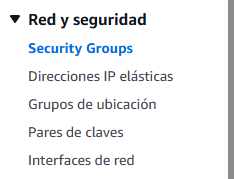 Red y seguridad
Security Groups
Direcciones IP elásticas
Grupos de ubicación
Pares de claves
Interfaces de red